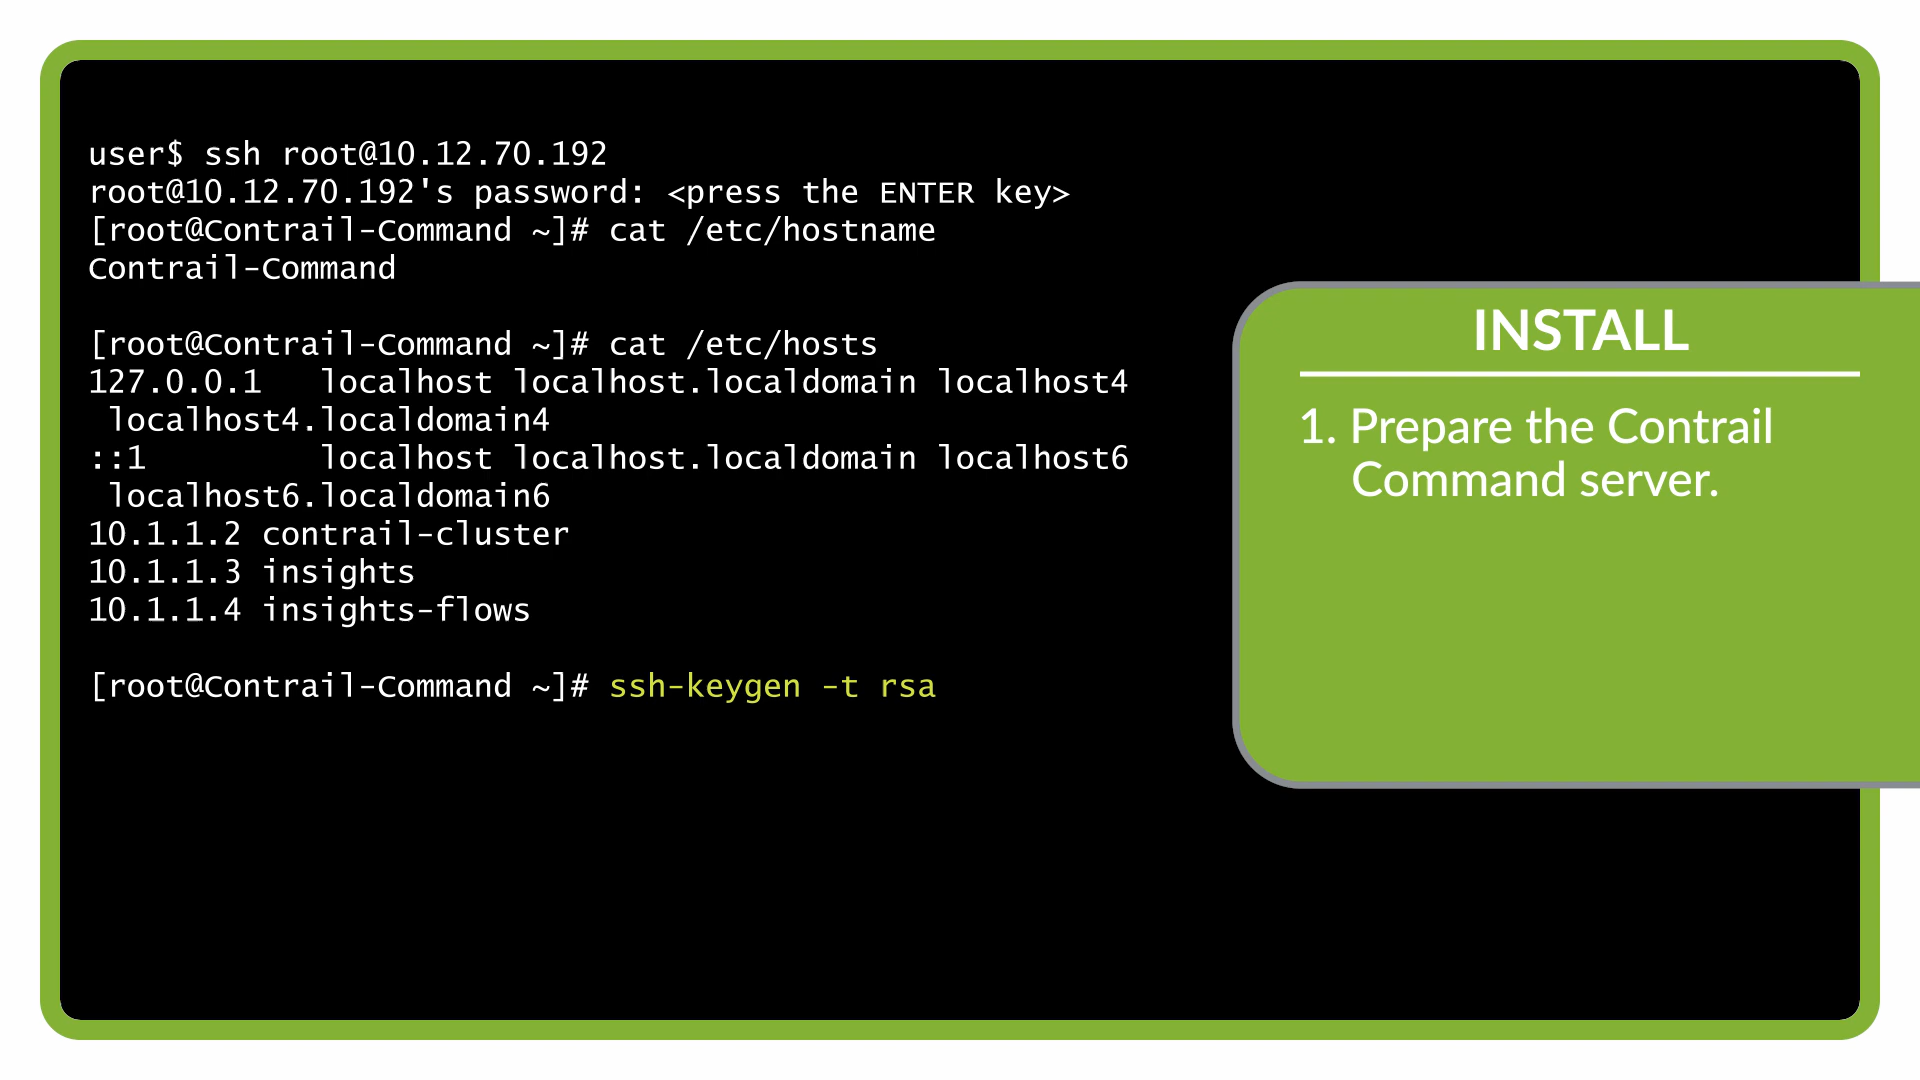 user$ ssh root@10.12.70.192
root@10.12.70.192's password: <press the ENTER key>
[root@Contrail-Command ~]# cat /etc/hostname
Contrail-Command
[root@Contrail-Command ~]# cat /etc/hosts
127.0.0.1   localhost localhost.localdomain localhost4
 localhost4.localdomain4
::1         localhost localhost.localdomain localhost6
 localhost6.localdomain6
10.1.1.2 contrail-cluster
10.1.1.3 insights
10.1.1.4 insights-flows
[root@Contrail-Command ~]# ssh-keygen -t rsa
INSTALL
1. Prepare the Contrail
Command server.